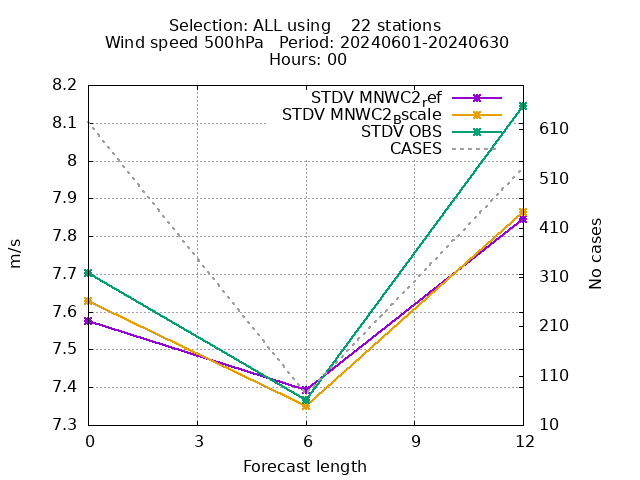 Selection: ALL using    22 stations
Wind speed 500hPa   Period: 20240601-20240630
Hours: 00
STDV MNWC2_ref
STDV MNWC2_Bscale
STDV OBS
CASES
8.2
8.1
8
7.9
7.8
7.7
7.6
7.5
7.4
7.3
m/s
610
510
410
310
210
110
10
No cases
0 3 6 9 12
Forecast length